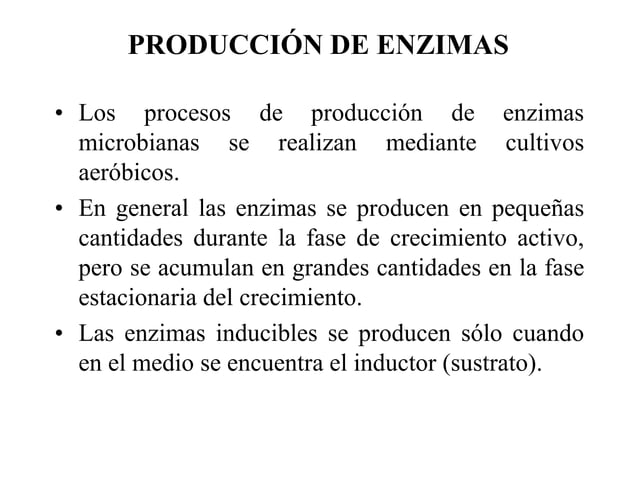 PRODUCCIÓN DE ENZIMAS
• Los procesos de producción de enzimas
microbianas se realizan mediante cultivos
aeróbicos.
• En general las enzimas se producen en pequeñas
cantidades durante la fase de crecimiento activo,
pero se acumulan en grandes cantidades en la fase
estacionaria del crecimiento.
• Las enzimas inducibles se producen sólo cuando
en el medio se encuentra el inductor (sustrato).